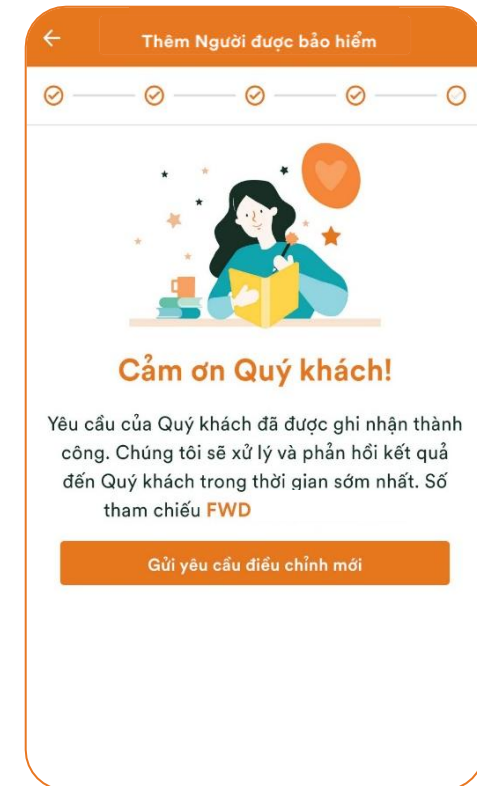 Thêm Người được bảo hiểm
Cảm ơn Quý khách!
Yêu cầu của Quý khách đã được ghi nhận thành
công. Chúng tôi sẽ xử lý và phản hồi kết quả
đến Quý khách trong thời gian sớm nhất. Số
tham chiếu FWD
Gửi yêu cầu điều chỉnh mới